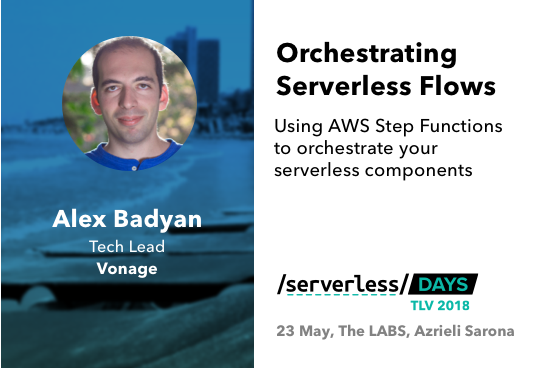 Orchestrating
Serverless Flows
Using AWS Step Functions
to orchestrate your
serverless components
Alex Badyan
Tech Lead
Vonage
/serverless/DAYS
TLV 2018
23 May, The LABS, Azrieli Sarona